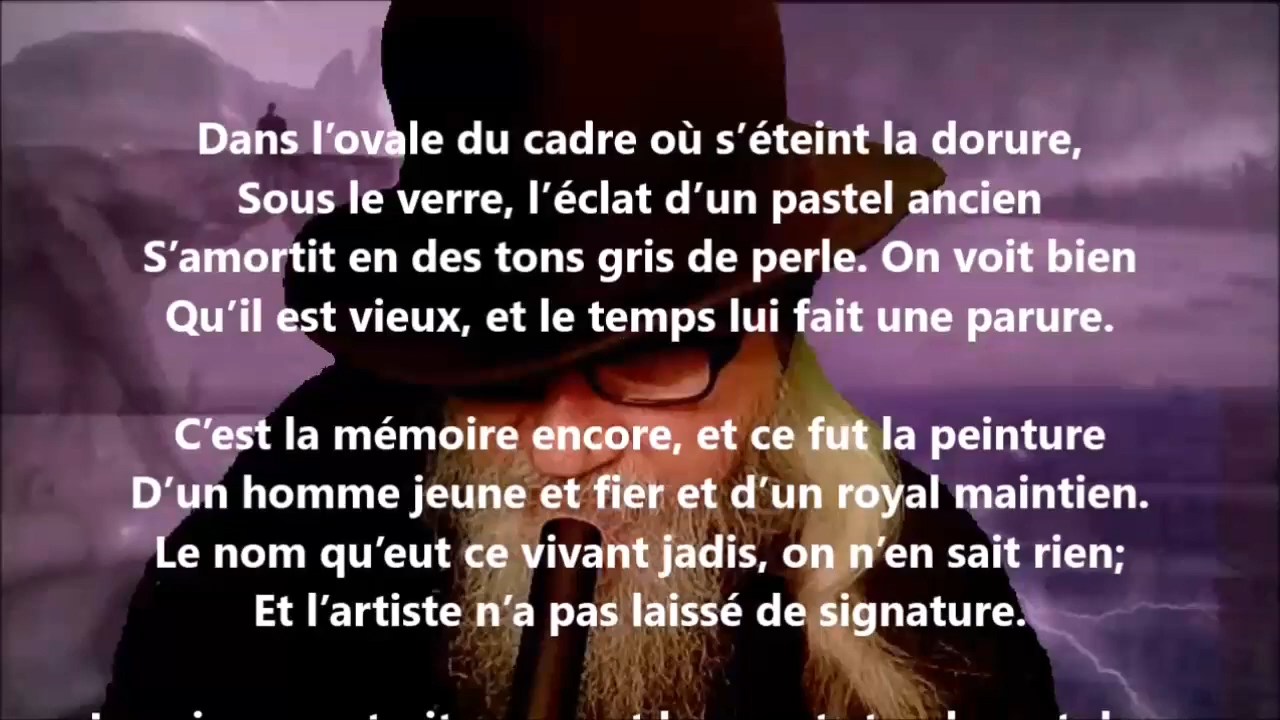 Dans l’ovale du cadre où s’éteint la dorure,
Sous le verre, l’éclat d’un pastel ancien
S’amortit en des tons gris de perle. On voit bien
Qu’il est vieux, et le temps lui fait une parure.
C’est la mémoire encore, et ce fut la peinture
D’un homme jeune et fier et d’un royal maintien.
Le nom qu’eut ce vivant jadis, on n’en sait rien;
Et l’artiste n’a pas laissé de signature.